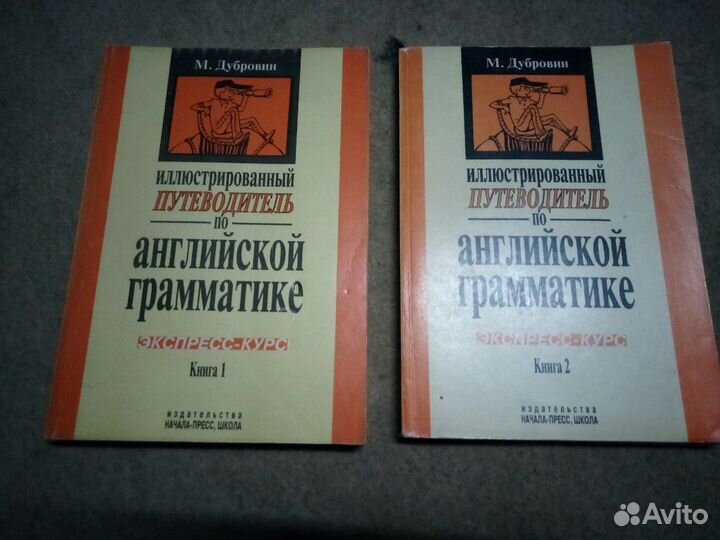 М. Дубровин
иллюстрированный
ПУТЕВОДИТЕЛЬ
по
английской
грамматике
ЭКСПРЕСС-КУРС
Книга 1
издательства
НАЧАЛА-ПРЕСС, ШКОЛА
М. Дубровин
иллюстрированный
ПУТЕВОДИТЕЛЬ
по
английской
грамматике
ЭКСПРЕСС-КУРС
Книга 2
издательства
НАЧАЛА-ПРЕСС, ШКОЛА
Avito